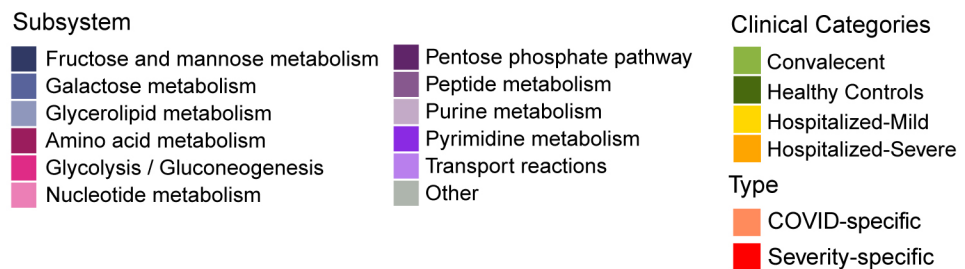 Subsystem
Fructose and mannose metabolism
Galactose metabolism
Glycerolipid metabolism
Amino acid metabolism
Glycolysis / Gluconeogenesis
Nucleotide metabolism
Pentose phosphate pathway
Peptide metabolism
Purine metabolism
Pyrimidine metabolism
Transport reactions
Other
Clinical Categories
Convalecent
Healthy Controls
Hospitalized-Mild
Hospitalized-Severe
Type
COVID-specific
Severity-specific